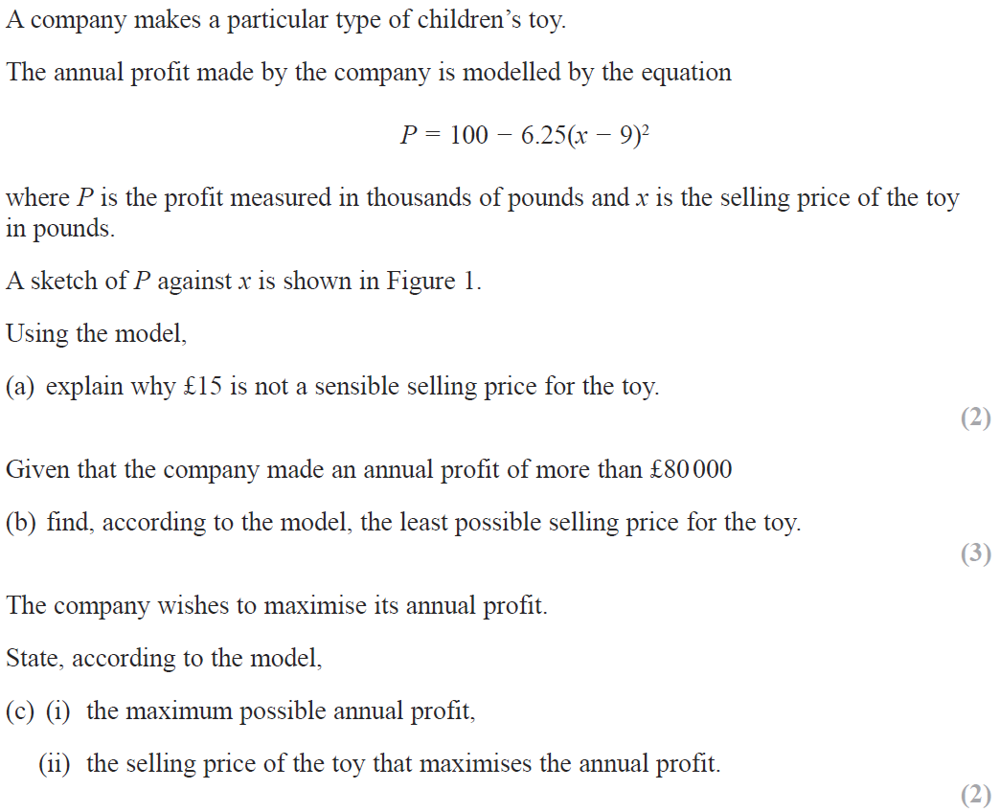 A company makes a particular type of children’s toy.
The annual profit made by the company is modelled by the equation
P = 100 − 6.25(x − 9)²
where P is the profit measured in thousands of pounds and x is the selling price of the toy
in pounds.
A sketch of P against x is shown in Figure 1.
Using the model,
(a) explain why £15 is not a sensible selling price for the toy.
(2)
Given that the company made an annual profit of more than £80 000
(b) find, according to the model, the least possible selling price for the toy.
(3)
The company wishes to maximise its annual profit.
State, according to the model,
(c) (i) the maximum possible annual profit,
(ii) the selling price of the toy that maximises the annual profit.
(2)